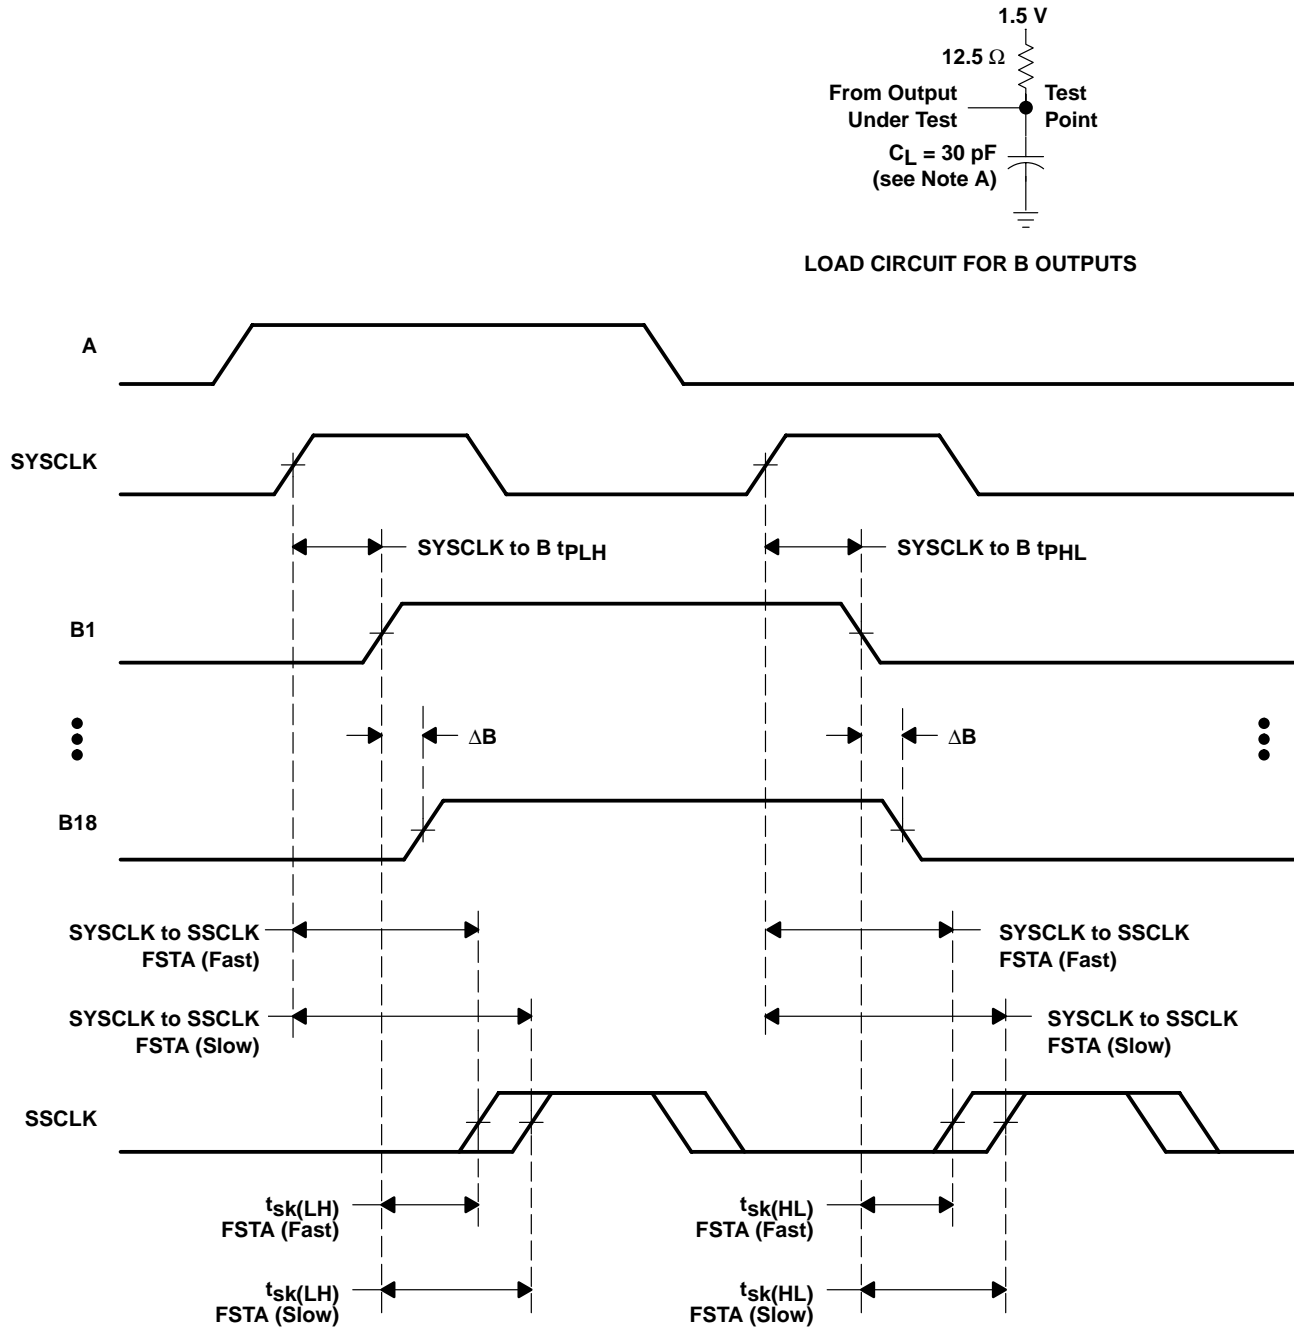 1.5 V
12.5 Ω
From Output
Under Test
Test
Point
CL = 30 pF
(see Note A)
LOAD CIRCUIT FOR B OUTPUTS
A
SYSCLK
SYSCLK to B tPLH
SYSCLK to B tPHL
B1
ΔB
ΔB
B18
SYSCLK to SSCLK
FSTA (Fast)
SYSCLK to SSCLK
FSTA (Fast)
SYSCLK to SSCLK
FSTA (Slow)
SYSCLK to SSCLK
FSTA (Slow)
SSCLK
tsk(LH)
FSTA (Fast)
tsk(HL)
FSTA (Fast)
tsk(LH)
FSTA (Slow)
tsk(HL)
FSTA (Slow)